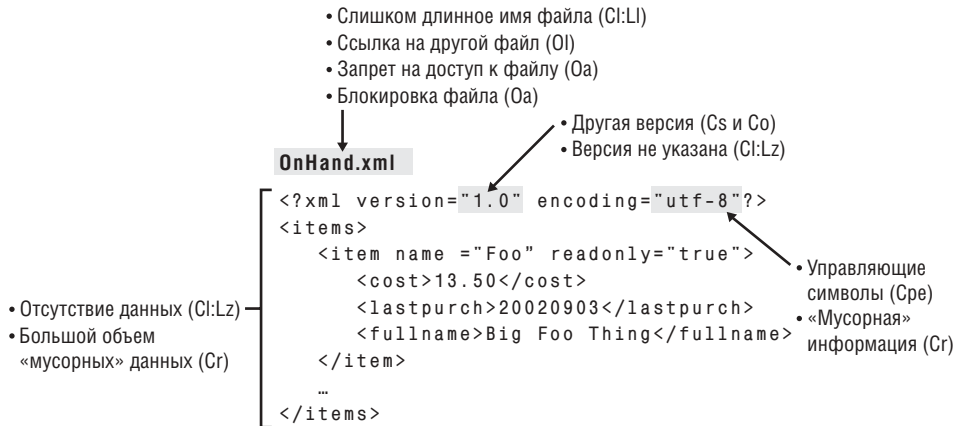 • Слишком длинное имя файла (Cl:Ll)
• Ссылка на другой файл (Ol)
• Запрет на доступ к файлу (Oa)
• Блокировка файла (Oa)
• Другая версия (Cs и Co)
• Версия не указана (Cl:Lz)
OnHand.xml
<?xml version="1.0" encoding="utf-8"?>
<items>
<item name ="Foo" readonly="true">
<cost>13.50</cost>
<lastpurch>20020903</lastpurch>
<fullname>Big Foo Thing</fullname>
</item>
…
</items>
• Управляющие
символы (Cpe)
• «Мусорная»
информация (Cr)
• Отсутствие данных (Cl:Lz)
• Большой объем
«мусорных» данных (Cr)